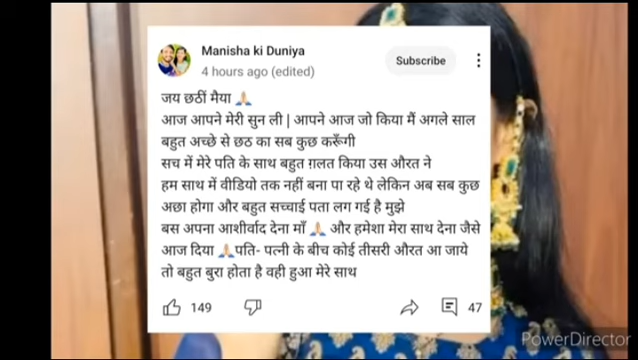 Manisha ki Duniya
4 hours ago (edited)
Subscribe
जय छठीं मैया 🙏🏼
आज आपने मेरी सुन ली | आपने आज जो किया मैं अगले साल
बहुत अच्छे से छठ का सब कुछ करूँगी
सच में मेरे पति के साथ बहुत ग़लत किया उस औरत ने
हम साथ में वीडियो तक नहीं बना पा रहे थे लेकिन अब सब कुछ
अछा होगा और बहुत सच्चाई पता लग गई है मुझे
बस अपना आशीर्वाद देना माँ 🙏🏼 और हमेशा मेरा साथ देना जैसे
आज दिया 🙏🏼पति- पत्नी के बीच कोई तीसरी औरत आ जाये
तो बहुत बुरा होता है वही हुआ मेरे साथ
149
47
PowerDirector